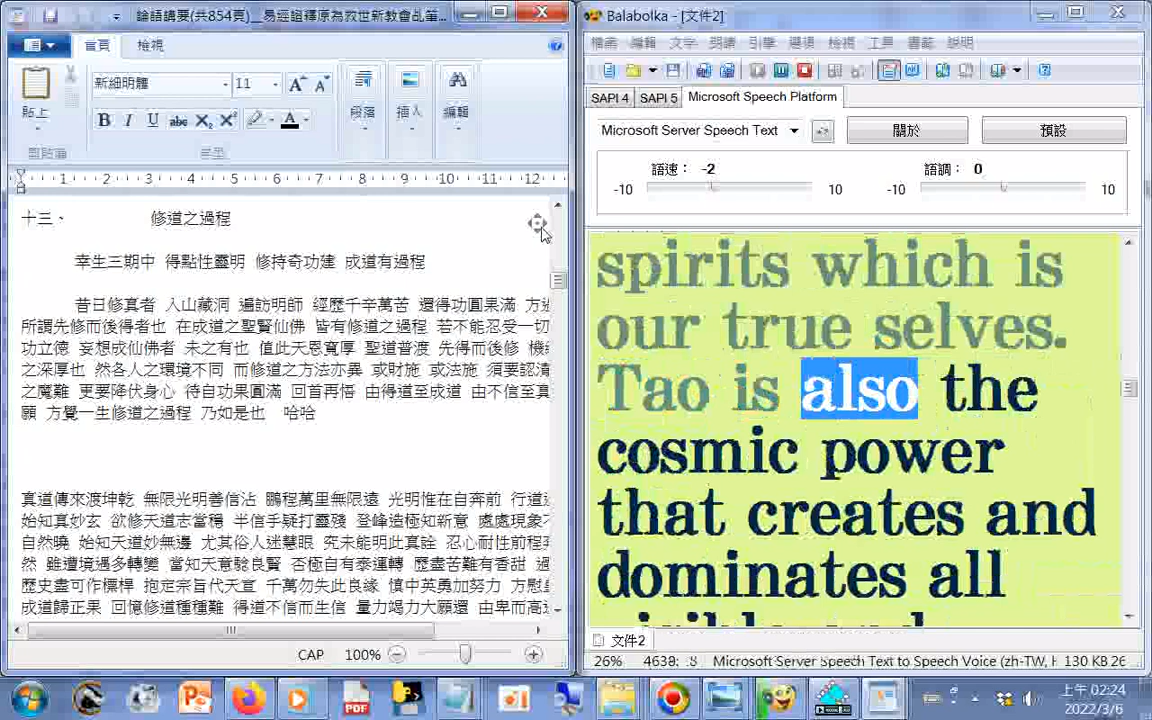 論語講要(共854頁)__易經證釋原為救世新教會乩筆...
Balabolka - [文件2]
首頁
檢視
檔案 編輯 文字 朗讀 引擎 選項 檢視 工具 書籤 說明
新細明體
11
貼上
段落
插入
編輯
剪貼簿
字型
SAPI 4
SAPI 5
Microsoft Speech Platform
Microsoft Server Speech Text
關於
預設
語速： -2
語調： 0
-10
10
-10
10
1 2 3 4 5 6 7 8 9 10 11 12
十三、 修道之過程
幸生三期中 得點性靈明 修持奇功建 成道有過程
昔日修真者 入山藏洞 遍訪明師 經歷千辛萬苦 還得功圓果滿 方
所謂先修而後得者也 在成道之聖賢仙佛 皆有修道之過程 若不能忍受一切
功立德 妄想成仙佛者 未之有也 值此天恩寬厚 聖道普渡 先得而後修 機
之深厚也 然各人之環境不同 而修道之方法亦異 或財施 或法施 須要認清
之魔難 更要降伏身心 待自功果圓滿 回首再悟 由得道至成道 由不信至真
願 方覺一生修道之過程 乃如是也 哈哈
真道傳來渡坤乾 無限光明善信沾 鵬程萬里無限遠 光明惟在自奔前 行道
始知真妙玄 欲修天道志當穩 半信半疑打靈殘 登峰造極知新意 處處現象不
自然曉 始知天道妙無邊 尤其俗人迷慧眼 究未能明此真詮 忍心耐性前程
然 雖遭境遇多轉變 當知天意驗良賢 否極自有泰運轉 歷盡苦難有香甜 過
歷史盡可作標桿 抱定宗旨代天宣 千萬勿失此良緣 慎中英勇加努力 方慰
成道歸正果 回憶修道種種難 得道不信而生信 量力竭力大願還 由卑而高
spirits which is
our true selves.
Tao is also the
cosmic power
that creates and
dominates all
CAP 100%
文件2
26%
Microsoft Server Speech Text to Speech Voice (zh-TW,
130 KB
上午 02:24
2022/3/6